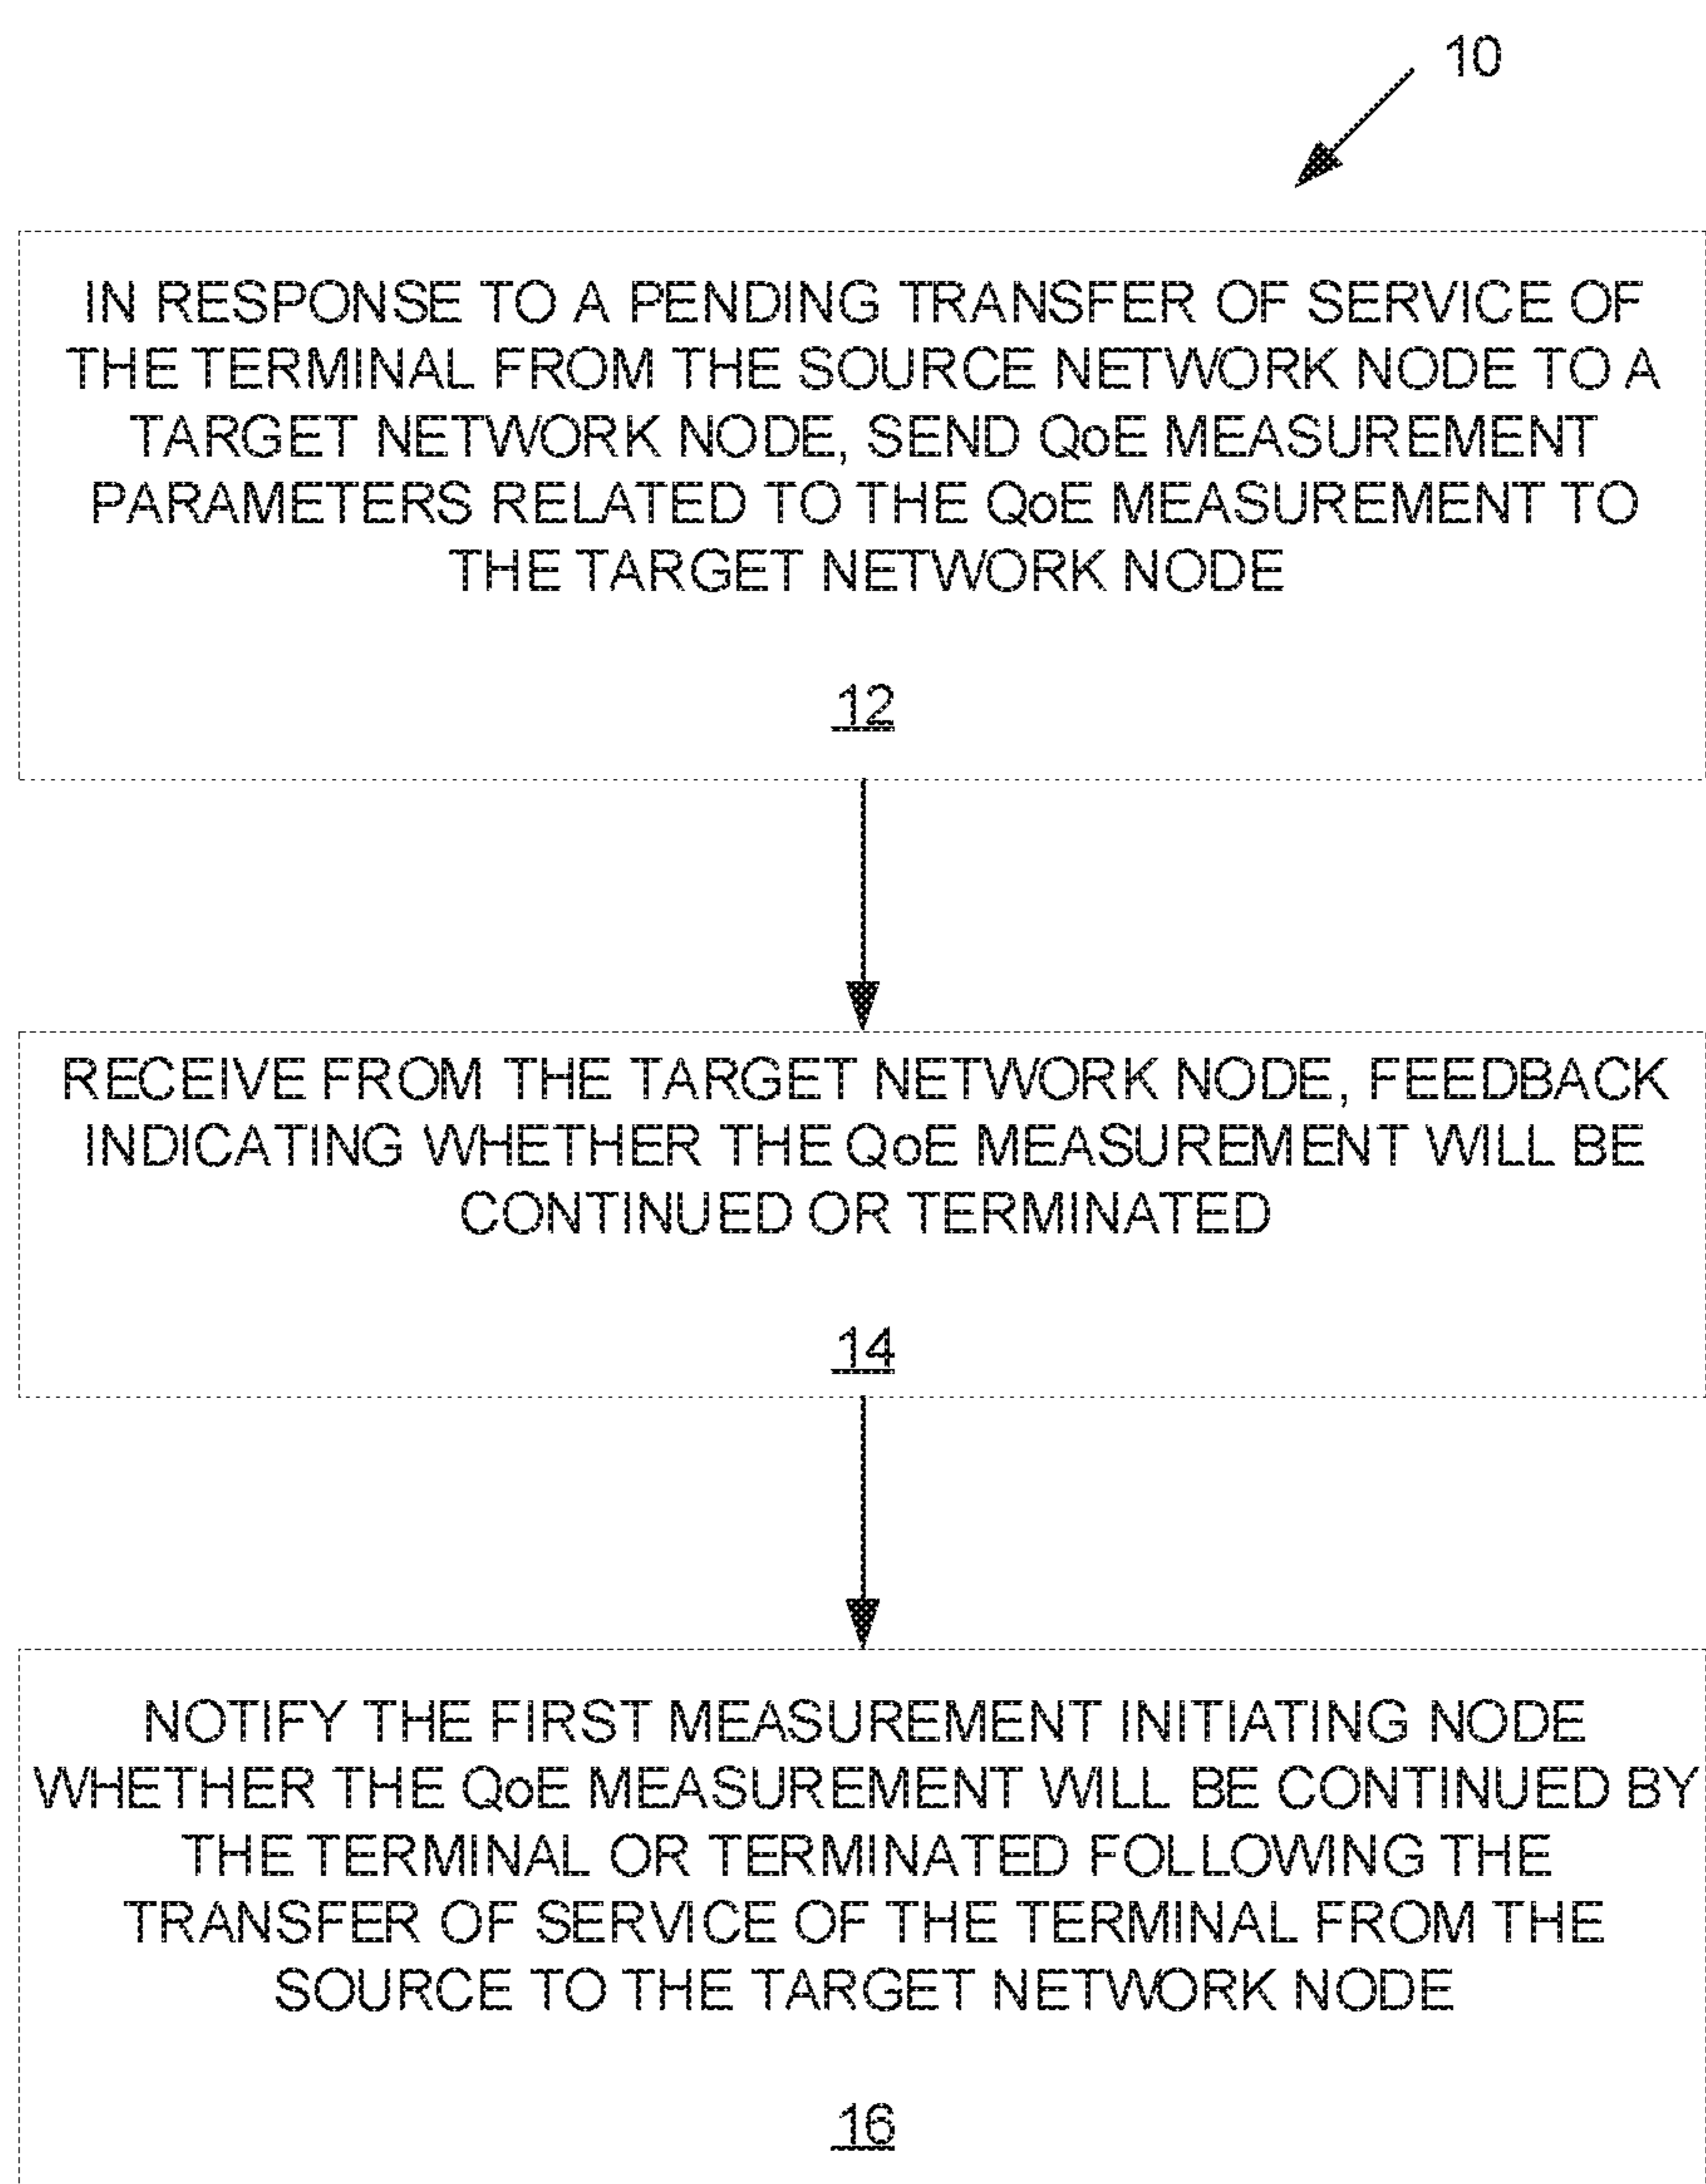 10
IN RESPONSE TO A PENDING TRANSFER OF SERVICE OF
THE TERMINAL FROM THE SOURCE NETWORK NODE TO A
TARGET NETWORK NODE, SEND QoE MEASUREMENT
PARAMETERS RELATED TO THE QoE MEASUREMENT TO
THE TARGET NETWORK NODE
12
RECEIVE FROM THE TARGET NETWORK NODE, FEEDBACK
INDICATING WHETHER THE QoE MEASUREMENT WILL BE
CONTINUED OR TERMINATED
14
NOTIFY THE FIRST MEASUREMENT INITIATING NODE
WHETHER THE QoE MEASUREMENT WILL BE CONTINUED BY
THE TERMINAL OR TERMINATED FOLLOWING THE
TRANSFER OF SERVICE OF THE TERMINAL FROM THE
SOURCE TO THE TARGET NETWORK NODE
16